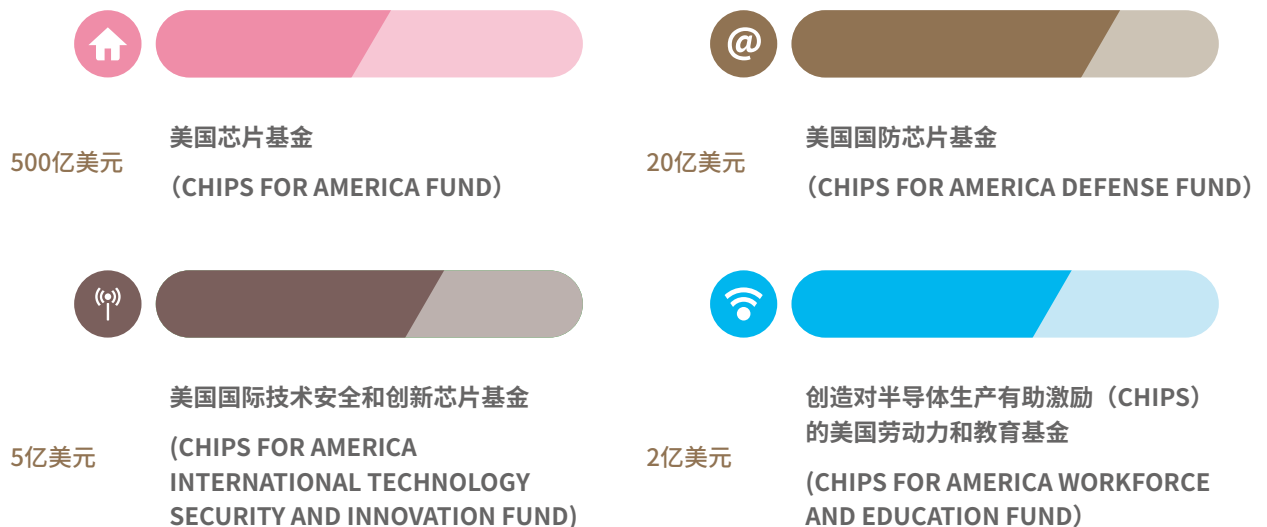 @
500亿美元
美国芯片基金
（CHIPS FOR AMERICA FUND）
20亿美元
美国国防芯片基金
（CHIPS FOR AMERICA DEFENSE FUND）
5亿美元
美国国际技术安全和创新芯片基金
(CHIPS FOR AMERICA
INTERNATIONAL TECHNOLOGY
SECURITY AND INNOVATION FUND)
2亿美元
创造对半导体生产有助激励（CHIPS）
的美国劳动力和教育基金
(CHIPS FOR AMERICA WORKFORCE
AND EDUCATION FUND）